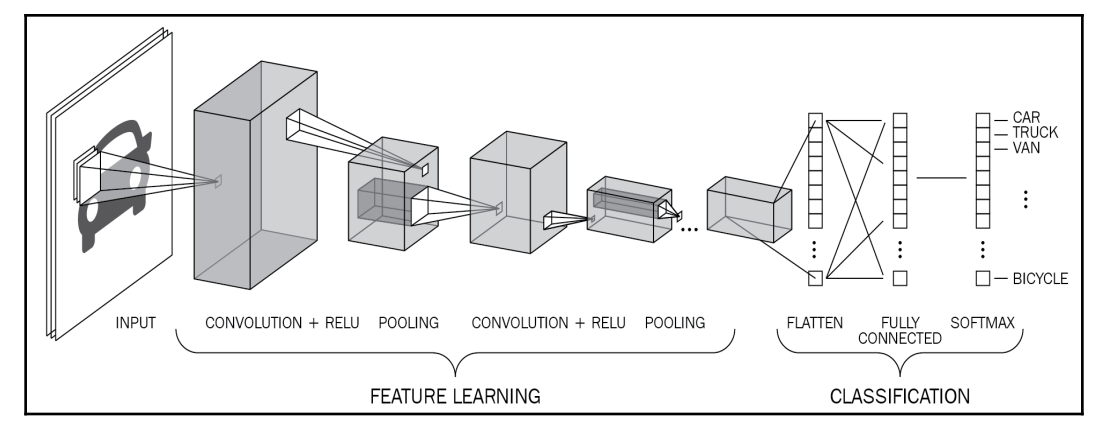 CAR
TRUCK
VAN
BICYCLE
INPUT
CONVOLUTION + RELU
POOLING
CONVOLUTION + RELU
POOLING
FLATTEN
FULLY
CONNECTED
SOFTMAX
FEATURE LEARNING
CLASSIFICATION